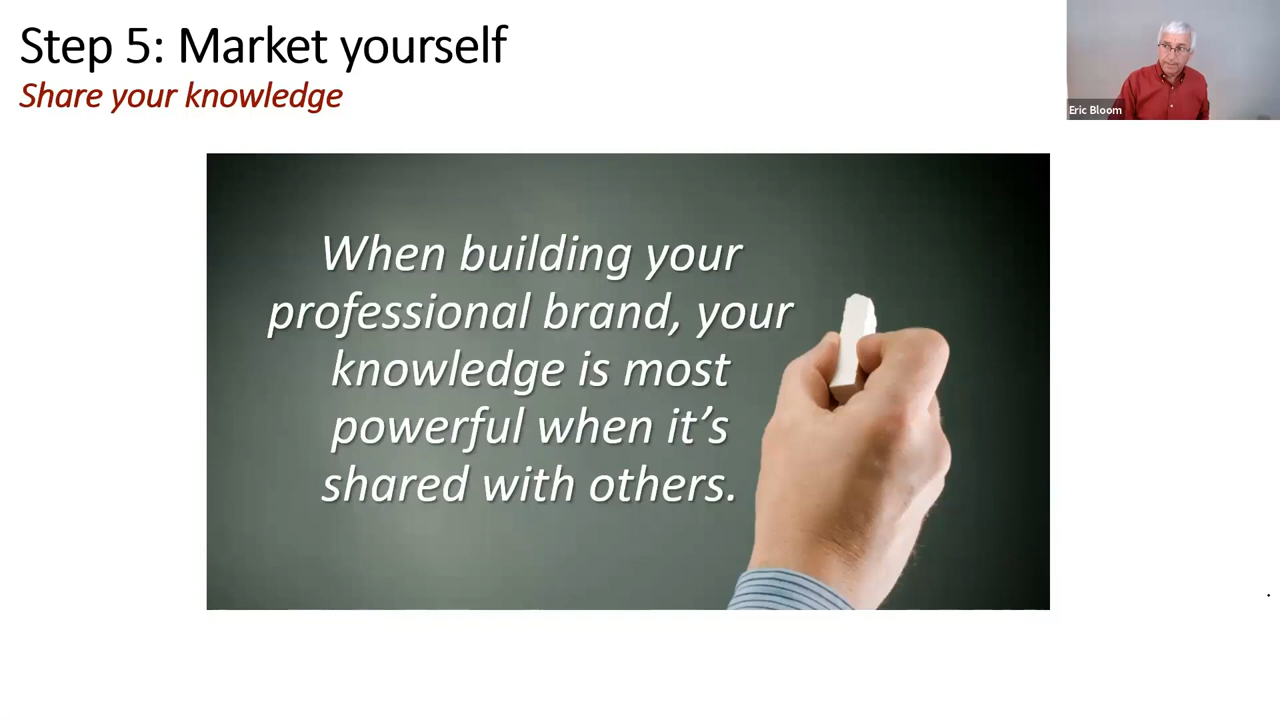 Step 5: Market yourself
Share your knowledge
Eric Bloom
When building your
professional brand, your
knowledge is most
powerful when it’s
shared with others.